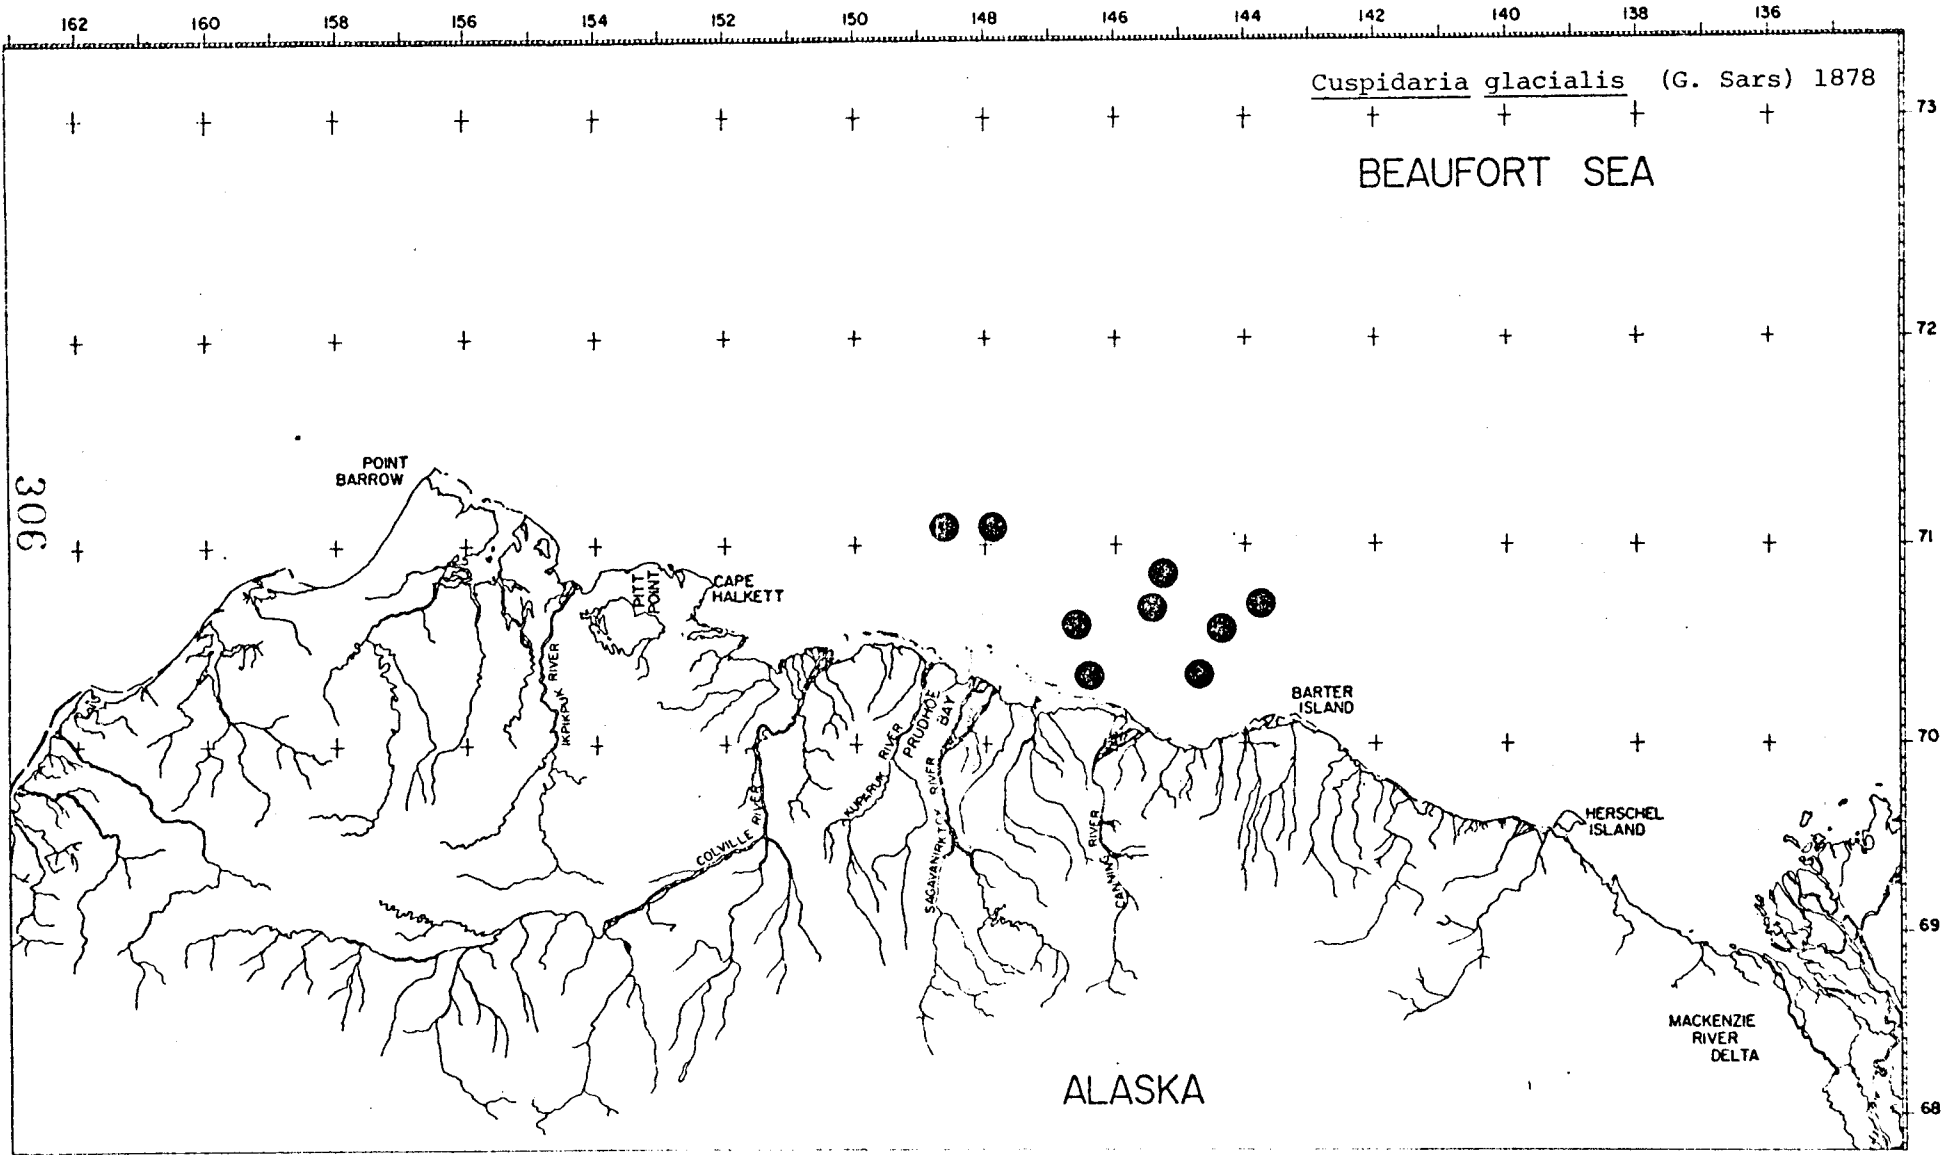 162 160 158 156 154 152 150 148 146 144 142 140 138 136
Cuspidaria glacialis (G. Sars) 1878
73
BEAUFORT SEA
72
POINT
BARROW
306
71
PITT
POINT
CAPE
HALKETT
IKPIKPUK RIVER
BARTER
ISLAND
PRUDHOE
BAY
70
KUPARUK RIVER
COLVILLE RIVER
SAGAVANIRKTOK RIVER
CANNING RIVER
HERSCHEL
ISLAND
69
MACKENZIE
RIVER
DELTA
ALASKA
68